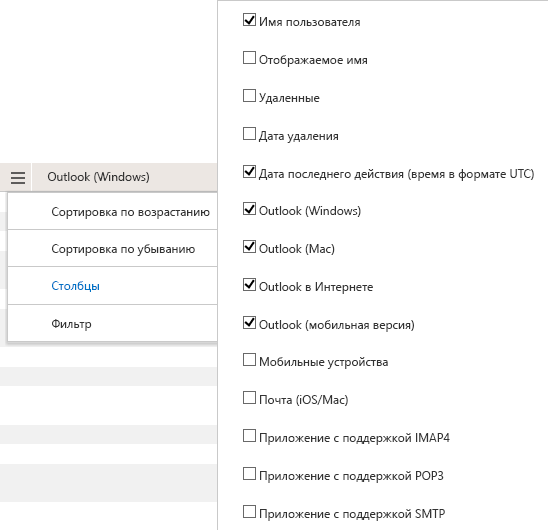 Outlook (Windows)
Сортировка по возрастанию
Сортировка по убыванию
Столбцы
Фильтр
Имя пользователя
Отображаемое имя
Удаленные
Дата удаления
Дата последнего действия (время в формате UTC)
Outlook (Windows)
Outlook (Mac)
Outlook в Интернете
Outlook (мобильная версия)
Мобильные устройства
Почта (iOS/Mac)
Приложение с поддержкой IMAP4
Приложение с поддержкой POP3
Приложение с поддержкой SMTP